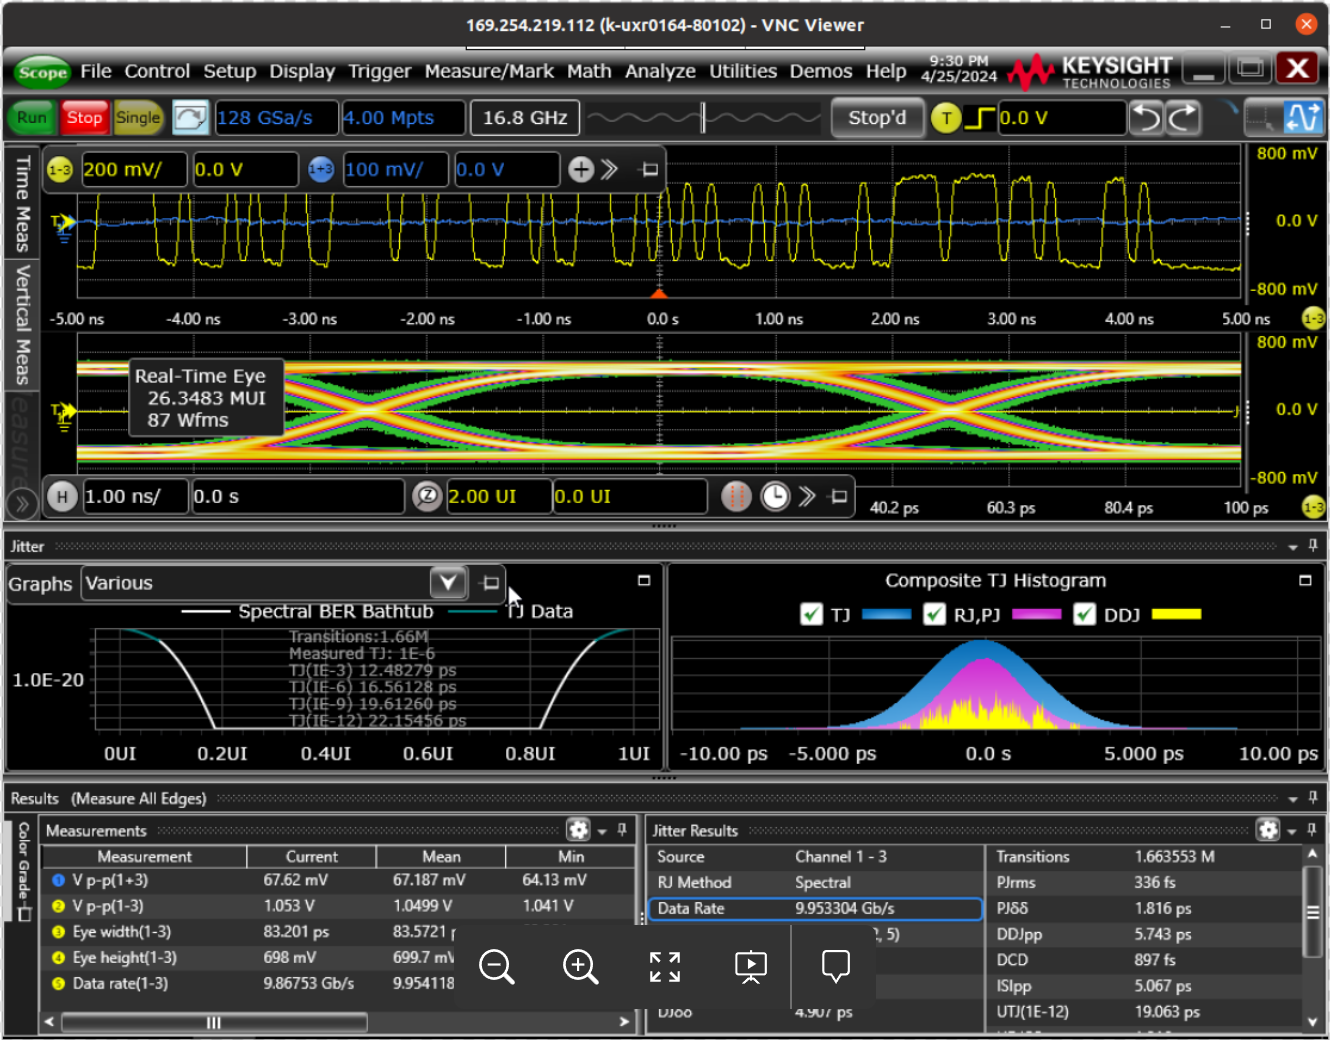 169.254.219.112 (k-uxr0164-80102) - VNC Viewer
Scope File Control Setup Display Trigger Measure/Mark Math Analyze Utilities Demos Help 9:30 PM 4/25/2024 KEYSIGHT TECHNOLOGIES
Run Stop Single 128 GSa/s 4.00 Mpts 16.8 GHz Stop'd T 0.0 V
Time Meas
Vertical Meas
1-3 200 mV/ 0.0 V 1+3 100 mV/ 0.0 V
800 mV
0.0 V
-800 mV
-5.00 ns -4.00 ns -3.00 ns -2.00 ns -1.00 ns 0.0 s 1.00 ns 2.00 ns 3.00 ns 4.00 ns 5.00 ns 1-3
800 mV
Real-Time Eye
26.3483 MUI
87 Wfms
0.0 V
-800 mV
H 1.00 ns/ 0.0 s Z 2.00 UI 0.0 UI
40.2 ps 60.3 ps 80.4 ps 100 ps 1-3
Jitter
Graphs Various
Spectral BER Bathtub TJ Data
Transitions:1.66M
Measured TJ: 1E-6
TJ(IE-3) 12.48279 ps
TJ(IE-6) 16.56128 ps
TJ(IE-9) 19.61260 ps
TJ(IE-12) 22.15456 ps
1.0E-20
0UI 0.2UI 0.4UI 0.6UI 0.8UI 1UI
Composite TJ Histogram
TJ RJ,PJ DDJ
-10.00 ps -5.000 ps 0.0 s 5.000 ps 10.00 ps
Results (Measure All Edges)
Color Grade
Measurements
Measurement Current Mean Min
1 V p-p(1+3) 67.62 mV 67.187 mV 64.13 mV
2 V p-p(1-3) 1.053 V 1.0499 V 1.041 V
3 Eye width(1-3) 83.201 ps 83.5721
4 Eye height(1-3) 698 mV 699.7 mV
5 Data rate(1-3) 9.86753 Gb/s 9.954118
Jitter Results
Source Channel 1 - 3
RJ Method Spectral
Data Rate 9.953304 Gb/s
, 5)
DJδδ 4.907 ps
Transitions 1.663553 M
PJrms 336 fs
PJδδ 1.816 ps
DDJpp 5.743 ps
DCD 897 fs
ISIpp 5.067 ps
UTJ(1E-12) 19.063 ps